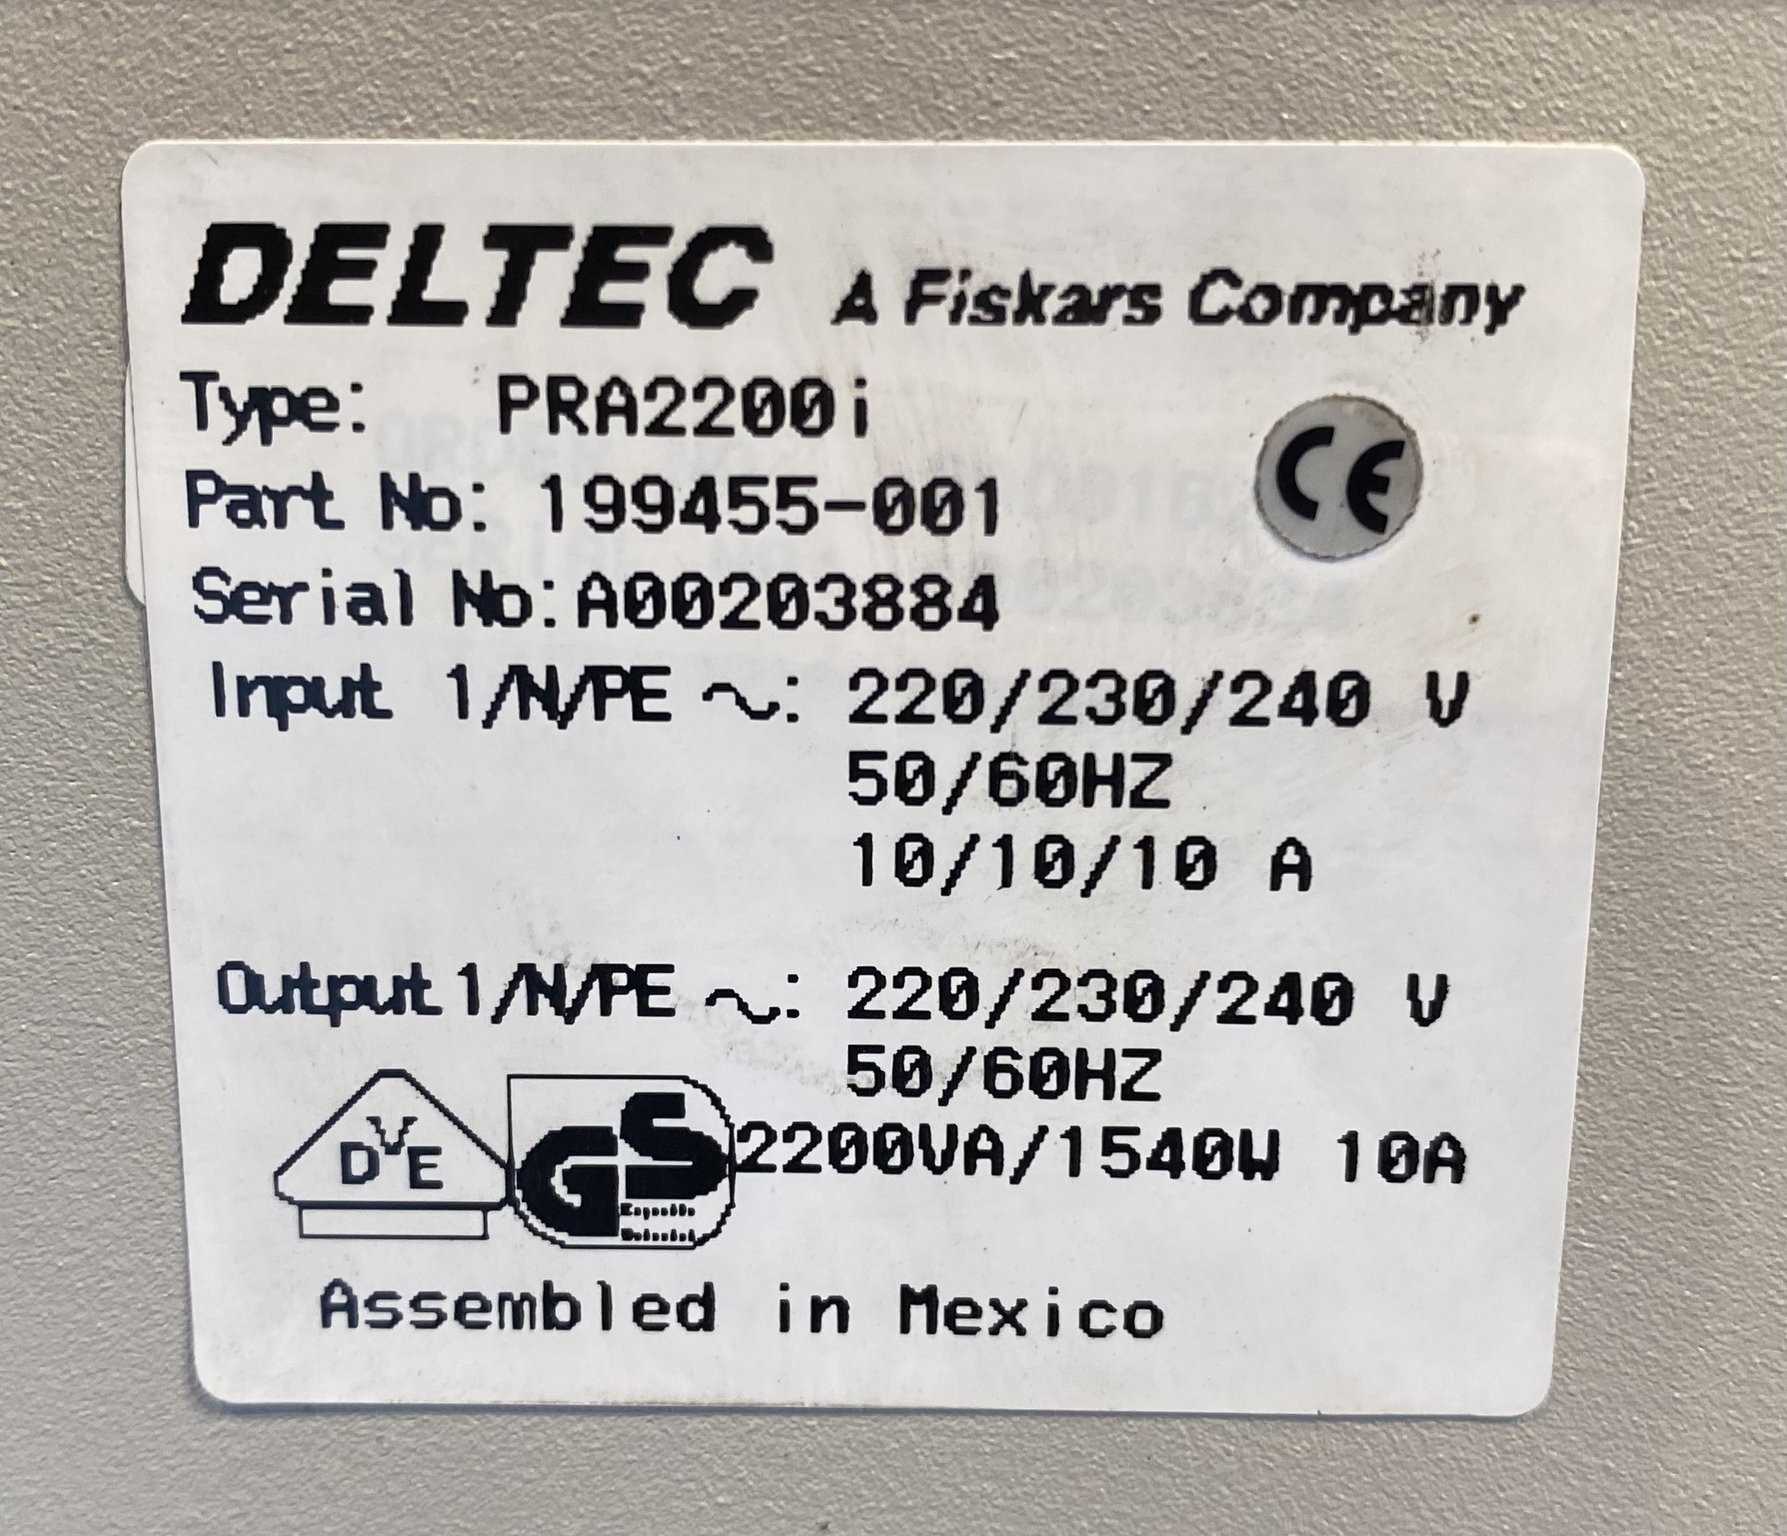 DELTEC A Fiskars Company
Type: PRA2200i
CE
Part No: 199455-001
Serial No: A00203884
Input 1/N/PE ~: 220/230/240 V
50/60HZ
10/10/10 A
Output 1/N/PE ~: 220/230/240 V
50/60HZ
DVE
GS
2200VA/1540W 10A
Assembled in Mexico